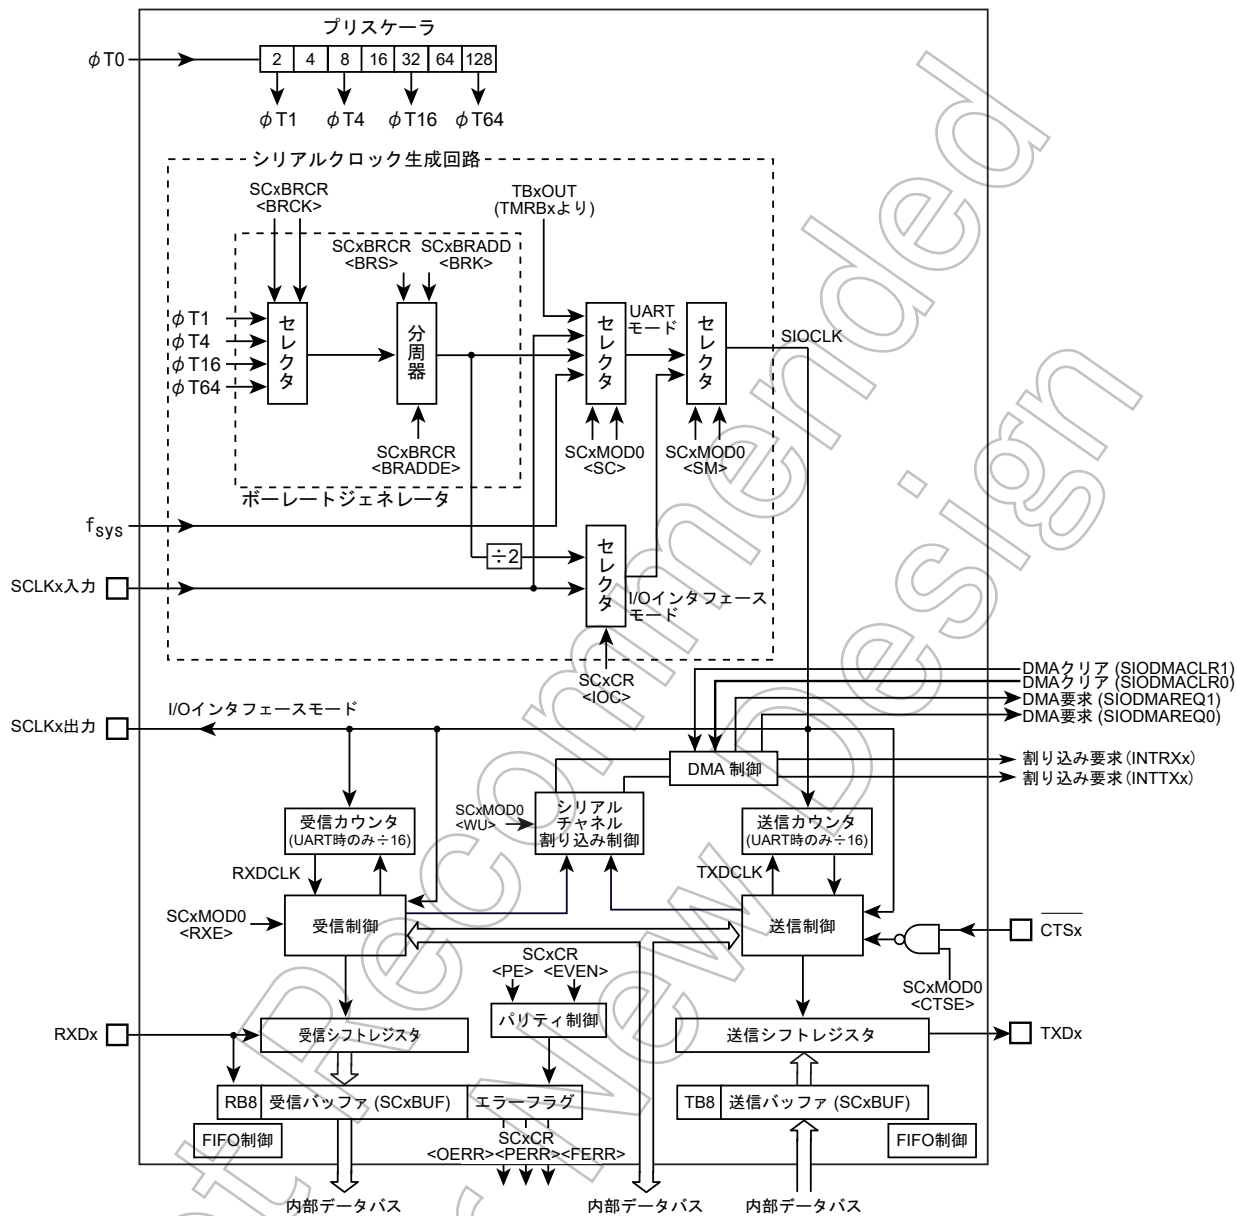 プリスケーラ
φT0
2 4 8 16 32 64 128
φT1 φT4 φT16 φT64
シリアルクロック生成回路
SCxBRCR
<BRCK>
TBxOUT
(TMRBxより)
SCxBRCR
<BRS>
SCxBRADD
<BRK>
φT1
φT4
φT16
φT64
セレクタ
分周器
セレクタ
UART
モード
セレクタ
SIOCLK
SCxBRCR
<BRADDE>
SCxMOD0
<SC>
SCxMOD0
<SM>
ボーレートジェネレータ
fsys
÷2
セレクタ
SCLKx入力
I/Oインタフェース
モード
SCxCR
<IOC>
DMAクリア (SIODMACLR1)
DMAクリア (SIODMACLR0)
DMA要求 (SIODMAREQ1)
DMA要求 (SIODMAREQ0)
SCLKx出力
I/Oインタフェースモード
DMA 制御
割り込み要求(INTRXx)
割り込み要求(INTTXx)
受信カウンタ
(UART時のみ÷16)
SCxMOD0
<WU>
シリアル
チャネル
割り込み制御
送信カウンタ
(UART時のみ÷16)
RXDCLK
TXDCLK
SCxMOD0
<RXE>
受信制御
送信制御
CTSx
SCxMOD0
<CTSE>
SCxCR
<PE> <EVEN>
パリティ制御
RXDx
受信シフトレジスタ
送信シフトレジスタ
TXDx
RB8 受信バッファ (SCxBUF) エラーフラグ
TB8 送信バッファ (SCxBUF)
FIFO制御
SCxCR
<OERR><PERR><FERR>
FIFO制御
内部データバス
内部データバス
内部データバス
Not Recommended
for New Design